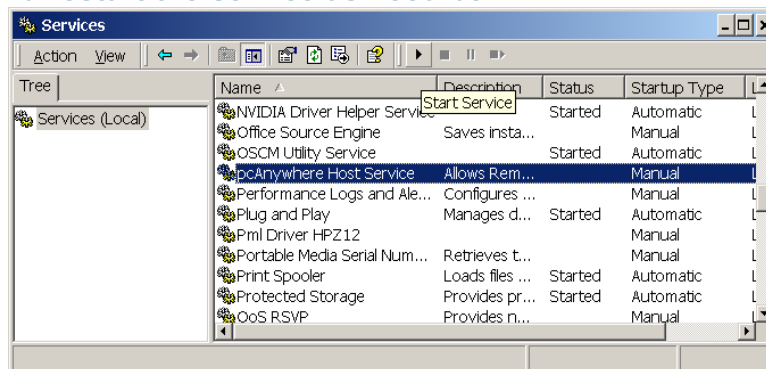 Services
Action View
Tree
Name Description Status Startup Type
Start Service
Services (Local)
NVIDIA Driver Helper Service Started Automatic L
Office Source Engine Saves insta... Manual L
OSCM Utility Service Started Automatic L
pcAnywhere Host Service Allows Rem... Manual L
Performance Logs and Ale... Configures ... Manual L
Plug and Play Manages d... Started Automatic L
Pml Driver HPZ12 Manual L
Portable Media Serial Num... Retrieves t... Manual L
Print Spooler Loads files ... Started Automatic L
Protected Storage Provides pr... Started Automatic L
QoS RSVP Provides n... Manual L